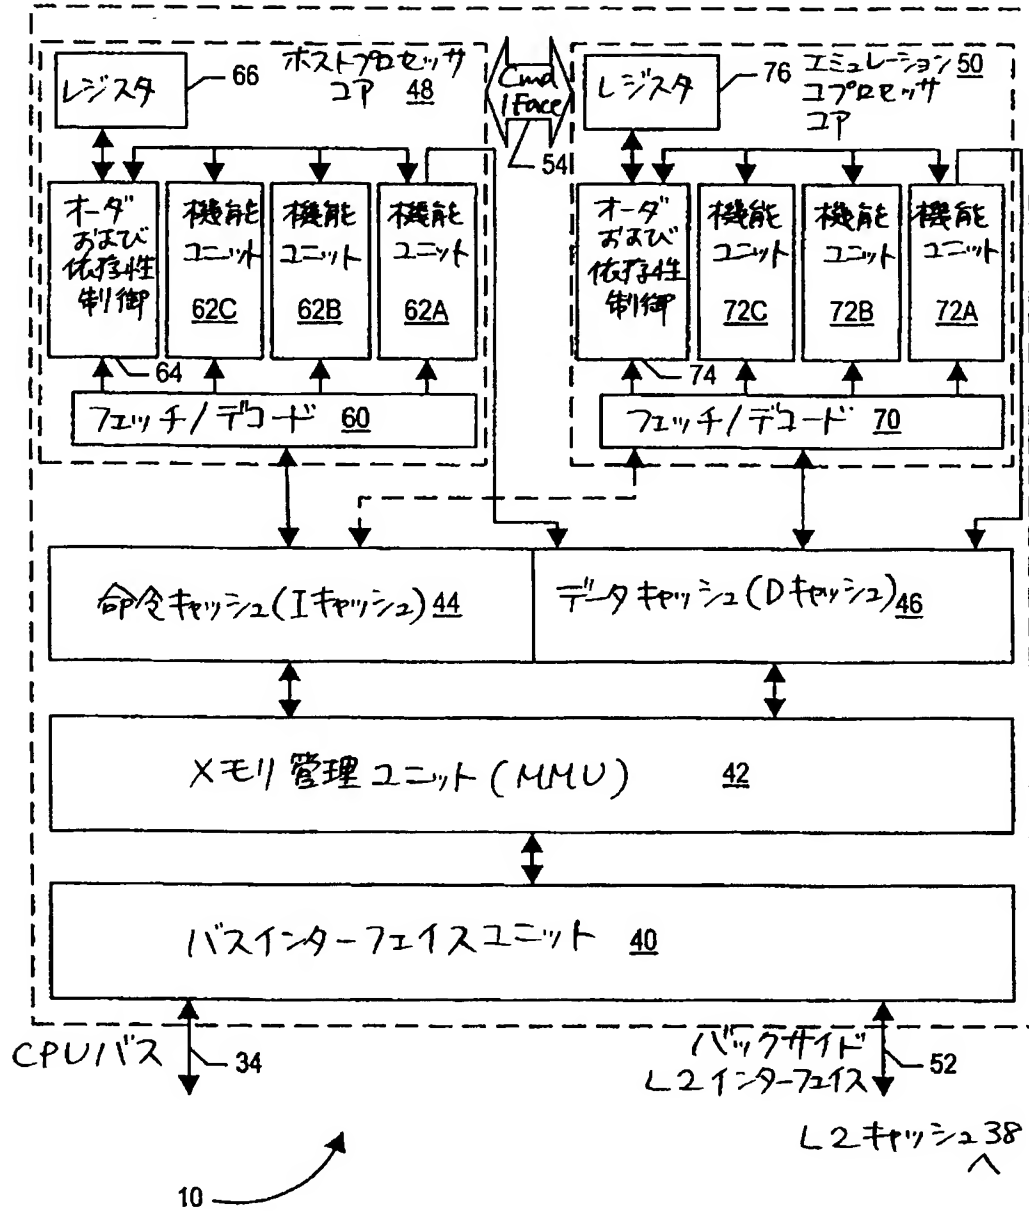 レジスタ
66
ホストプロセッサ
コア 48
Cmd
IFace
54
レジスタ
76
エミュレーション 50
コプロセッサ
コア
オーダ
および
依存性
制御
64
機能
ユニット
62C
機能
ユニット
62B
機能
ユニット
62A
オーダ
および
依存性
制御
74
機能
ユニット
72C
機能
ユニット
72B
機能
ユニット
72A
フェッチ/デコード 60
フェッチ/デコード 70
命令キャッシュ(Iキャッシュ) 44
データキャッシュ(Dキャッシュ) 46
メモリ管理ユニット(MMU) 42
バスインターフェイスユニット 40
CPUバス
34
バックサイド
L2インターフェイス
52
L2キャッシュ38
へ
10